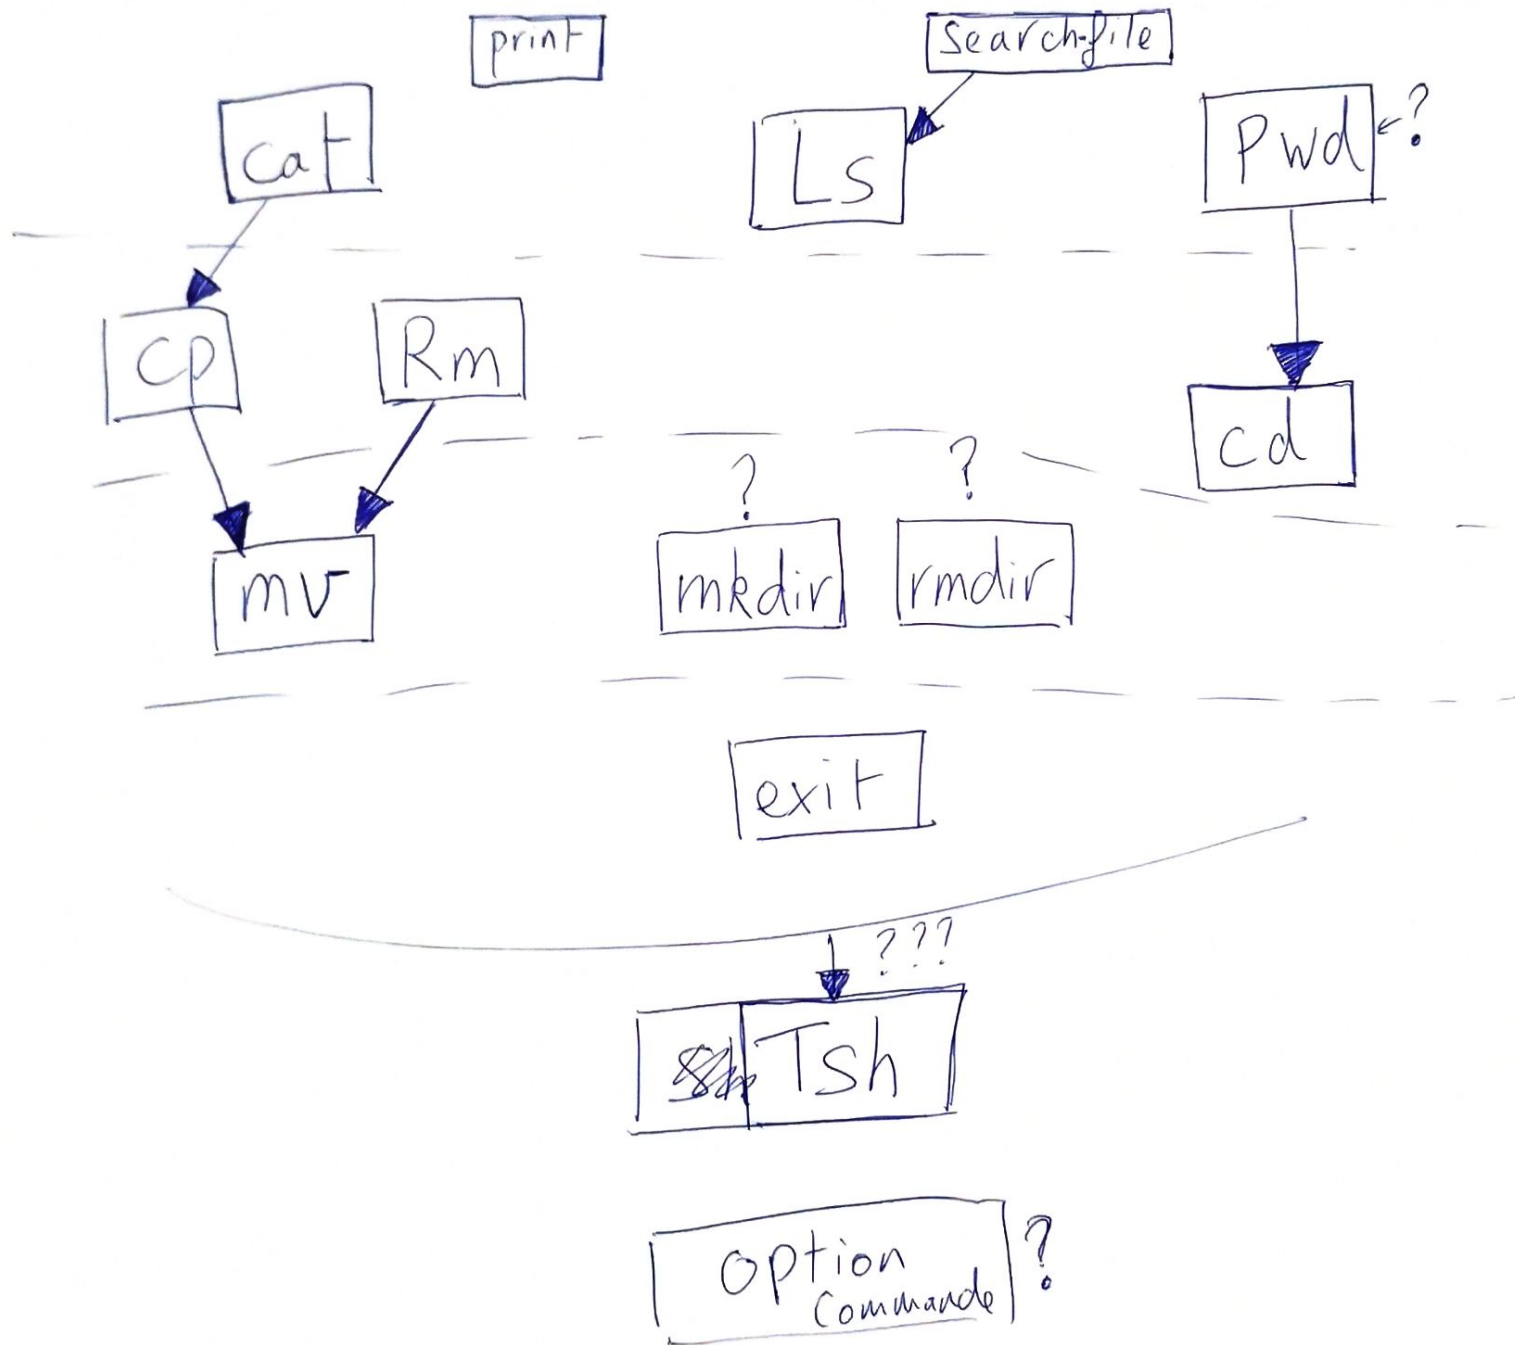 print
search-file
cat
Ls
Pwd
?
cp
Rm
cd
?
?
mv
mkdir
rmdir
exit
???
Tsh
option
Commande
?